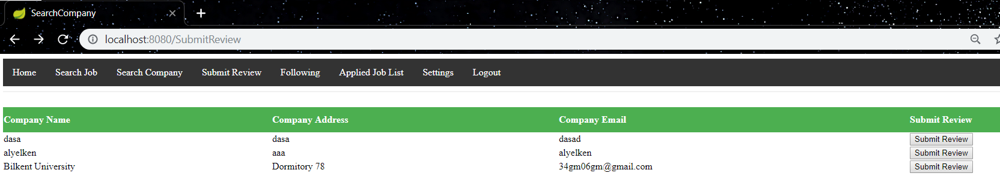 SearchCompany
localhost:8080/SubmitReview
Home Search Job Search Company Submit Review Following Applied Job List Settings Logout
Company Name Company Address Company Email Submit Review
dasa dasa dasad Submit Review
alyelken aaa alyelken Submit Review
Bilkent University Dormitory 78 34gm06gm@gmail.com Submit Review